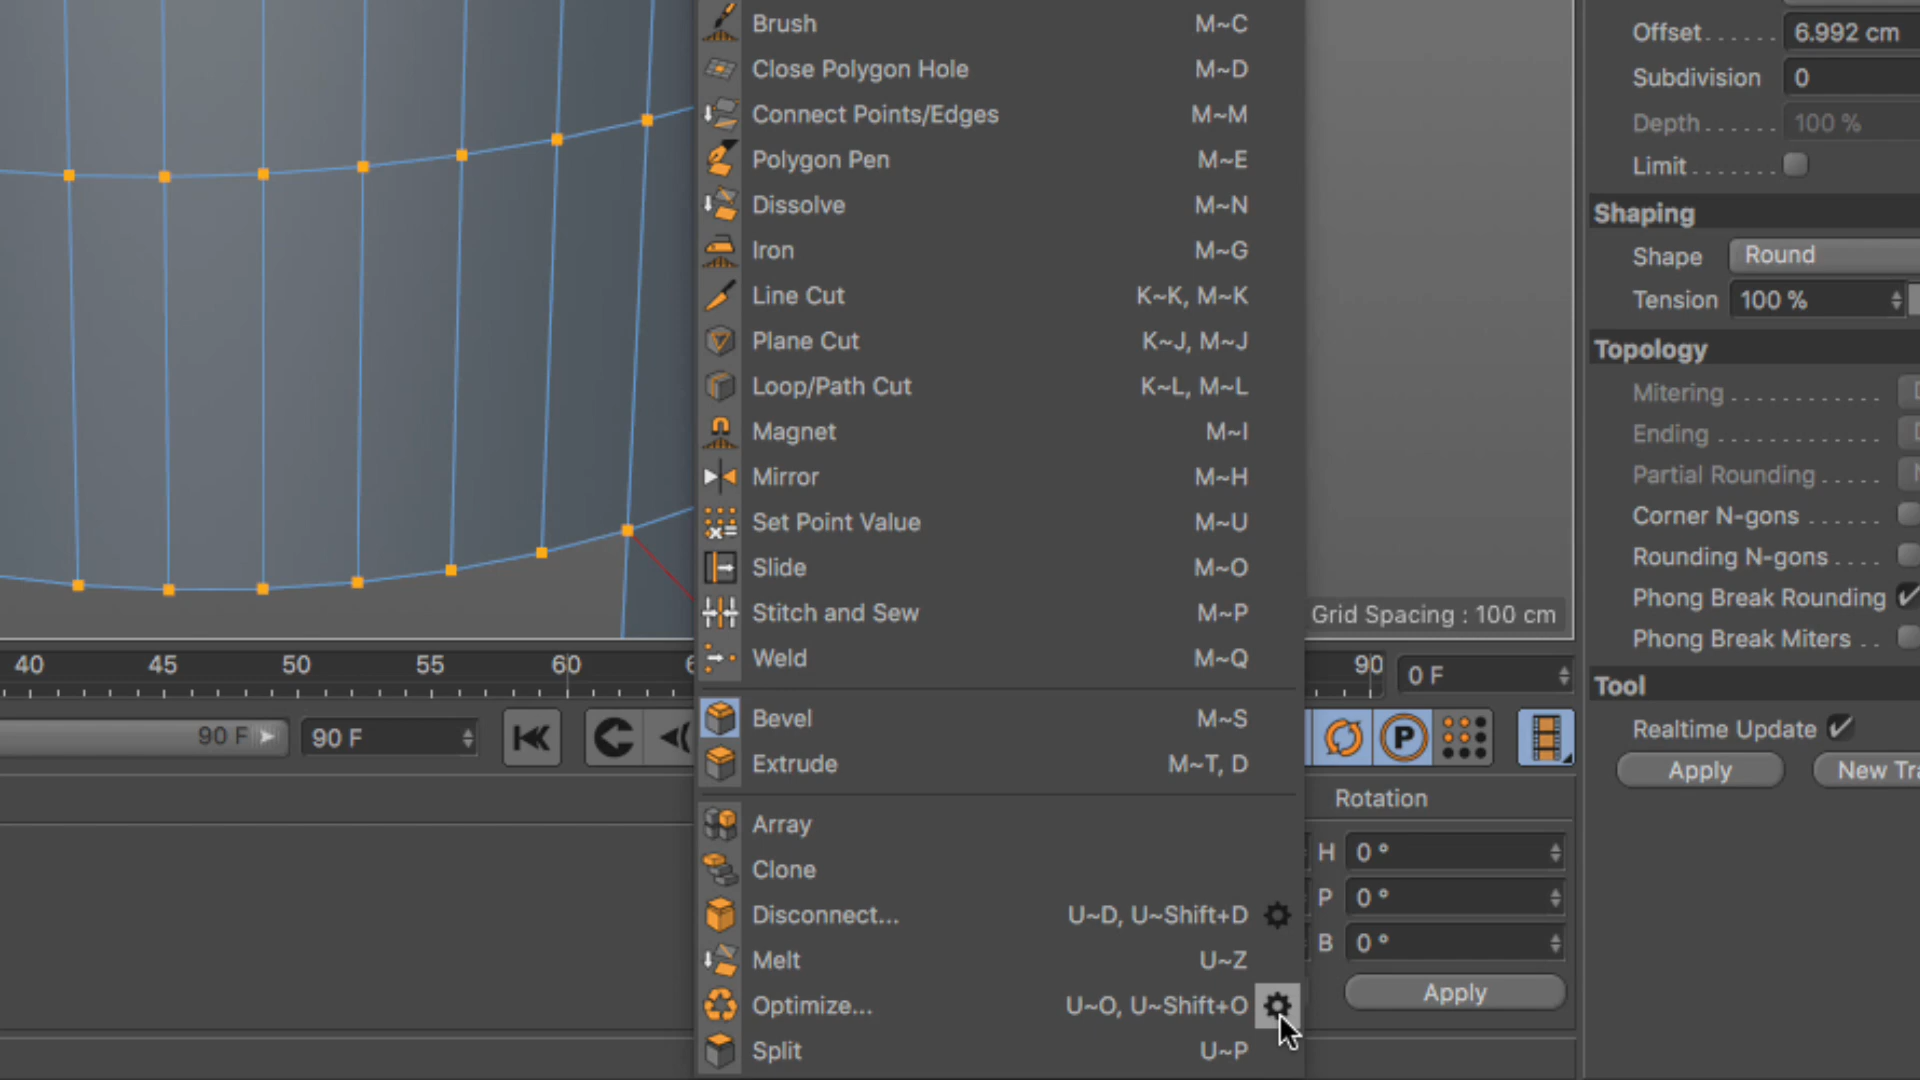 Brush M~C
Close Polygon Hole M~D
Connect Points/Edges M~M
Polygon Pen M~E
Dissolve M~N
Iron M~G
Line Cut K~K, M~K
Plane Cut K~J, M~J
Loop/Path Cut K~L, M~L
Magnet M~I
Mirror M~H
Set Point Value M~U
Slide M~O
Stitch and Sew M~P
Weld M~Q
Bevel M~S
Extrude M~T, D
Array
Clone
Disconnect... U~D, U~Shift+D
Melt U~Z
Optimize... U~O, U~Shift+O
Split U~P
Grid Spacing : 100 cm
40 45 50 55 60 90 0 F
90 F 90 F
P
Rotation
H 0 °
P 0 °
B 0 °
Apply
Offset 6.992 cm
Subdivision 0
Depth 100 %
Limit
Shaping
Shape Round
Tension 100 %
Topology
Mitering
Ending
Partial Rounding
Corner N-gons
Rounding N-gons
Phong Break Rounding
Phong Break Miters
Tool
Realtime Update
Apply New